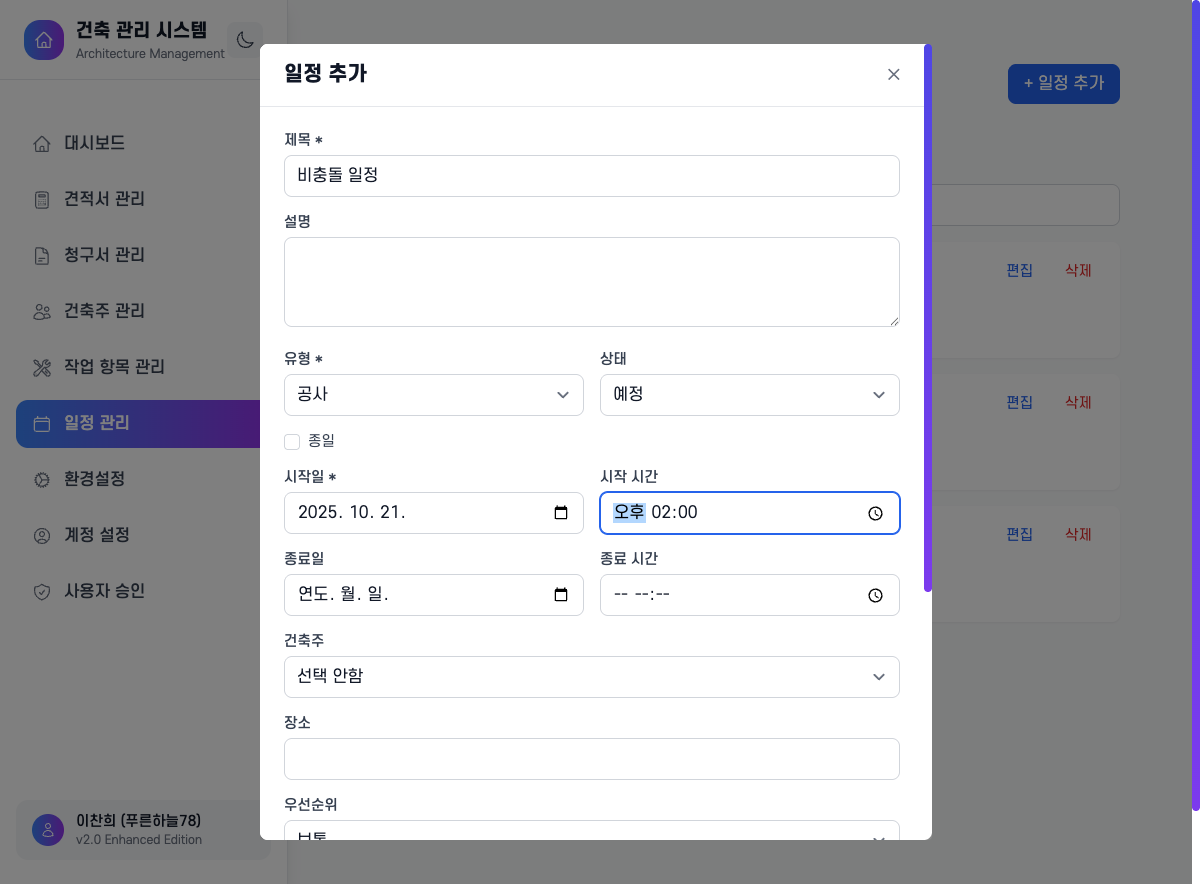 건축 관리 시스템
Architecture Management
대시보드
견적서 관리
청구서 관리
건축주 관리
작업 항목 관리
일정 관리
환경설정
계정 설정
사용자 승인
이찬희 (푸른하늘78)
v2.0 Enhanced Edition
+ 일정 추가
편집 삭제
편집 삭제
편집 삭제
일정 추가
제목 *
비충돌 일정
설명
유형 * 상태
공사 예정
종일
시작일 * 시작 시간
2025. 10. 21. 오후 02:00
종료일 종료 시간
연도. 월. 일. -- --:--
건축주
선택 안함
장소
우선순위
보통